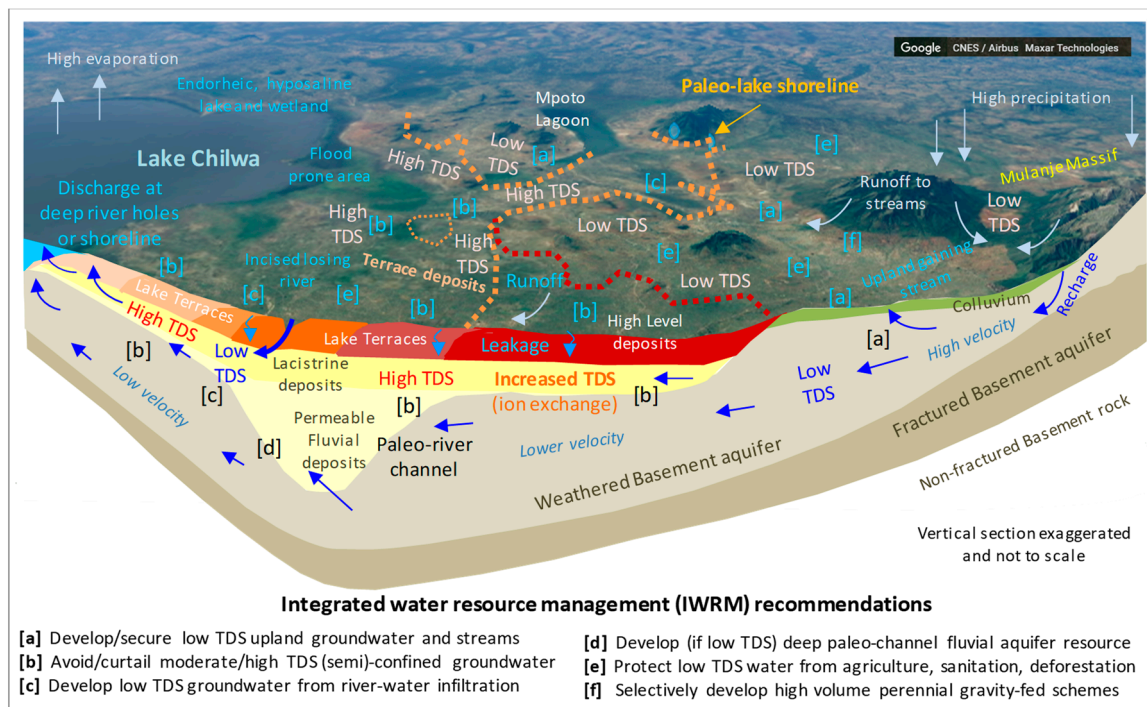 Google CNES / Airbus Maxar Technologies
High evaporation
Endorheic, hyposaline
lake and wetland
Mpoto
Lagoon
Paleo-lake shoreline
High precipitation
Lake Chilwa
Flood
prone area
High TDS
Low
TDS
[a]
High TDS
[c]
[e]
Low TDS
Mulanje Massif
Runoff to
streams
Low
TDS
Discharge at
deep river holes
or shoreline
[b]
High
TDS
[b]
[b]
High
TDS
Low TDS
[a]
[f]
[e]
[e]
Upland gaining
stream
Incised losing
river
[c]
[e]
Terrace deposits
[b]
Runoff
[b]
Low TDS
[a]
Recharge
Lake Terraces
High TDS
Lake Terraces
Leakage
High Level
deposits
Colluvium
[a]
High velocity
[b]
Low
TDS
Lacistrine
deposits
High TDS
[b]
Increased TDS
(ion exchange)
[b]
Low
TDS
Low velocity
[c]
[d]
Permeable
Fluvial
deposits
Paleo-river
channel
Lower velocity
Weathered Basement aquifer
Fractured Basement aquifer
Non-fractured Basement rock
Vertical section exaggerated
and not to scale
Integrated water resource management (IWRM) recommendations
[a] Develop/secure low TDS upland groundwater and streams
[b] Avoid/curtail moderate/high TDS (semi)-confined groundwater
[c] Develop low TDS groundwater from river-water infiltration
[d] Develop (if low TDS) deep paleo-channel fluvial aquifer resource
[e] Protect low TDS water from agriculture, sanitation, deforestation
[f] Selectively develop high volume perennial gravity-fed schemes